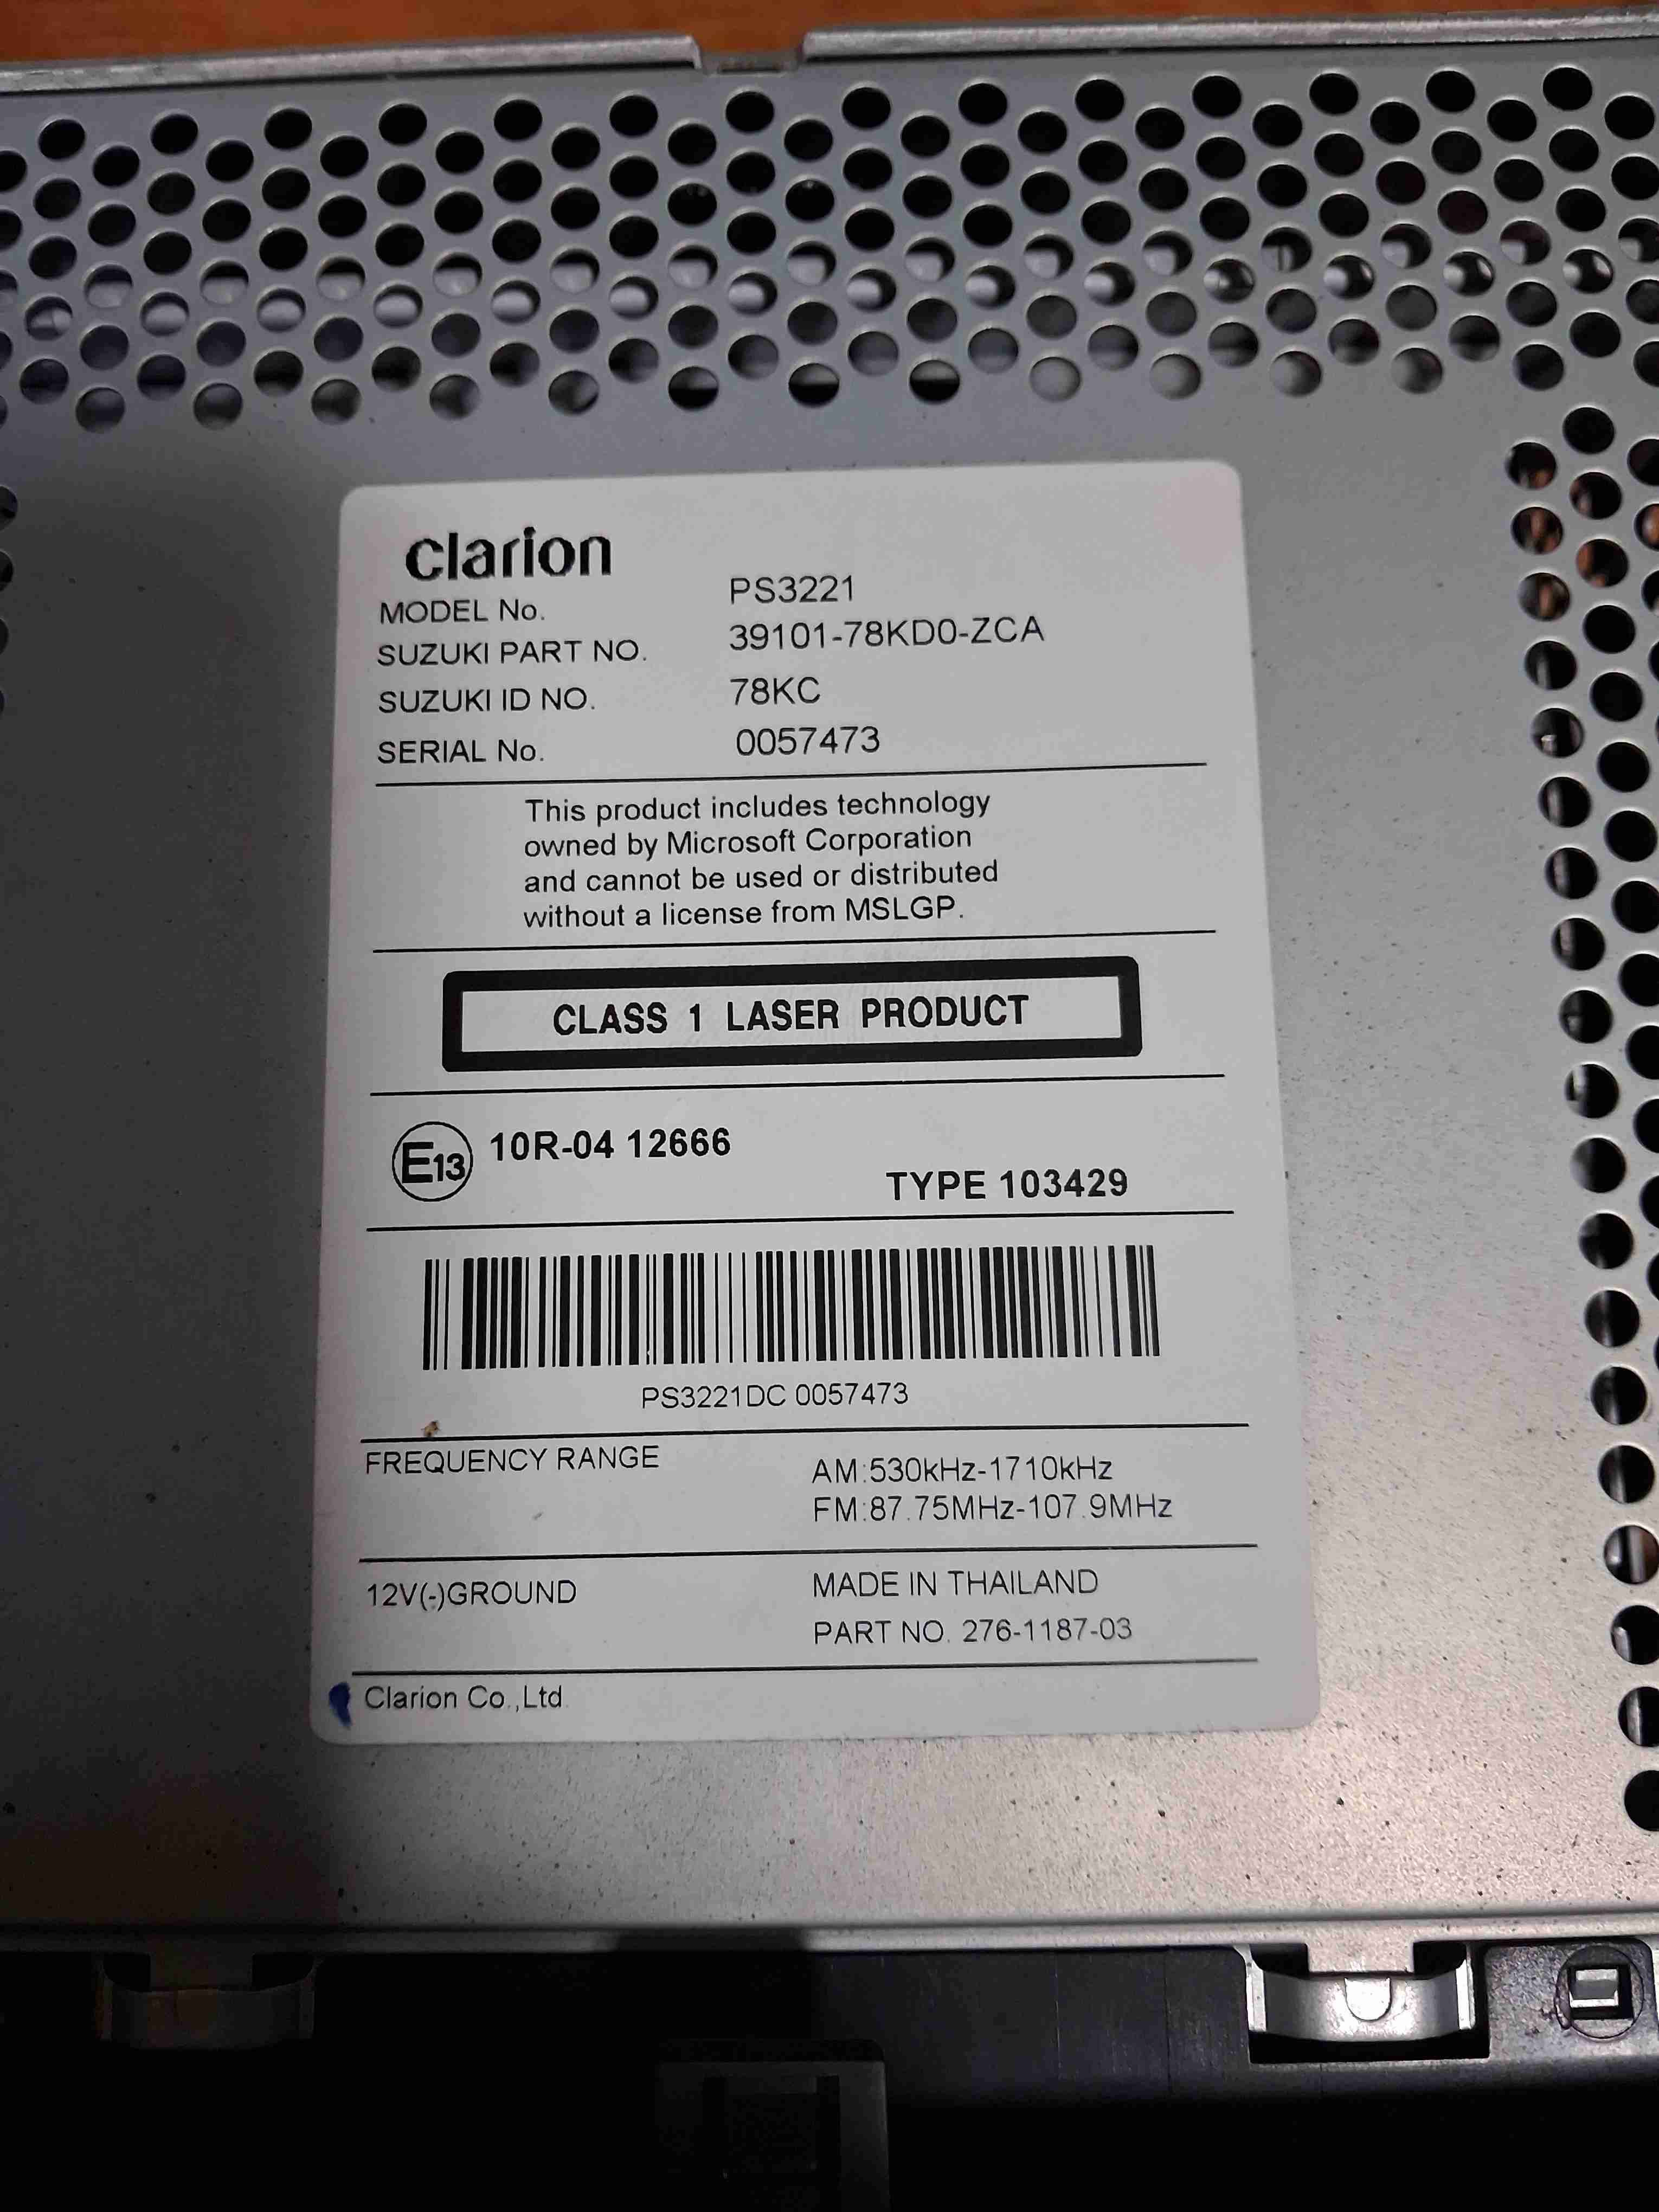 clarion
MODEL No. PS3221
SUZUKI PART NO. 39101-78KD0-ZCA
SUZUKI ID NO. 78KC
SERIAL No. 0057473
This product includes technology
owned by Microsoft Corporation
and cannot be used or distributed
without a license from MSLGP.
CLASS 1 LASER PRODUCT
E13 10R-04 12666
TYPE 103429
PS3221DC 0057473
FREQUENCY RANGE AM:530kHz-1710kHz
FM:87.75MHz-107.9MHz
12V(-)GROUND MADE IN THAILAND
PART NO. 276-1187-03
Clarion Co.,Ltd.